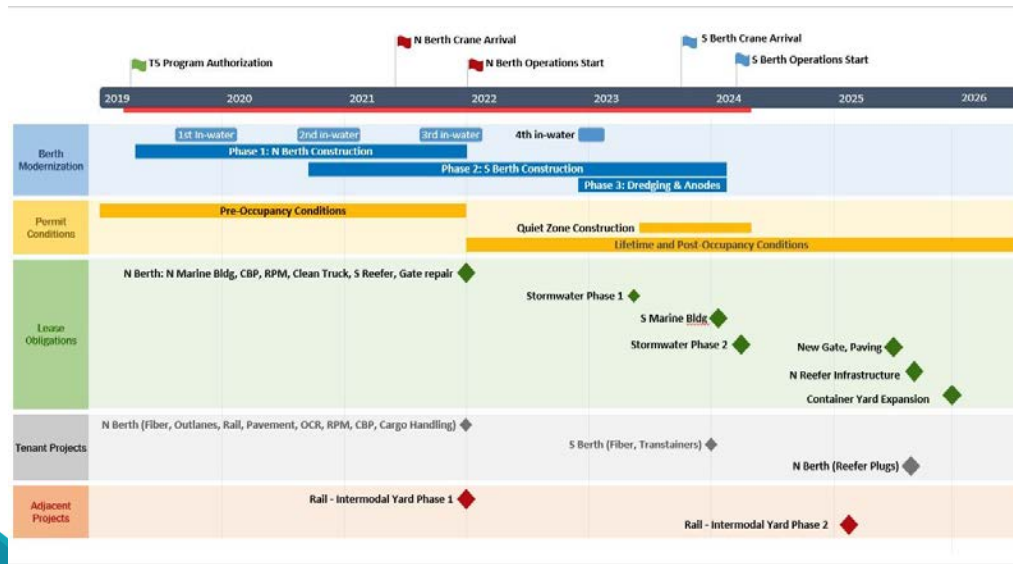 N Berth Crane Arrival
S Berth Crane Arrival
T5 Program Authorization
N Berth Operations Start
S Berth Operations Start
2019 2020 2021 2022 2023 2024 2025 2026
Berth
Modernization
1st In-water 2nd in-water 3rd in-water 4th in-water
Phase 1: N Berth Construction
Phase 2: S Berth Construction
Phase 3: Dredging & Anodes
Permit
Conditions
Pre-Occupancy Conditions
Quiet Zone Construction
Lifetime and Post-Occupancy Conditions
Lease
Obligations
N Berth: N Marine Bldg, CBP, RPM, Clean Truck, S Reefer, Gate repair
Stormwater Phase 1
S Marine Bldg
Stormwater Phase 2
New Gate, Paving
N Reefer Infrastructure
Container Yard Expansion
Tenant Projects
N Berth (Fiber, Outlanes, Rail, Pavement, OCR, RPM, CBP, Cargo Handling)
S Berth (Fiber, Transtainers)
N Berth (Reefer Plugs)
Adjacent
Projects
Rail - Intermodal Yard Phase 1
Rail - Intermodal Yard Phase 2